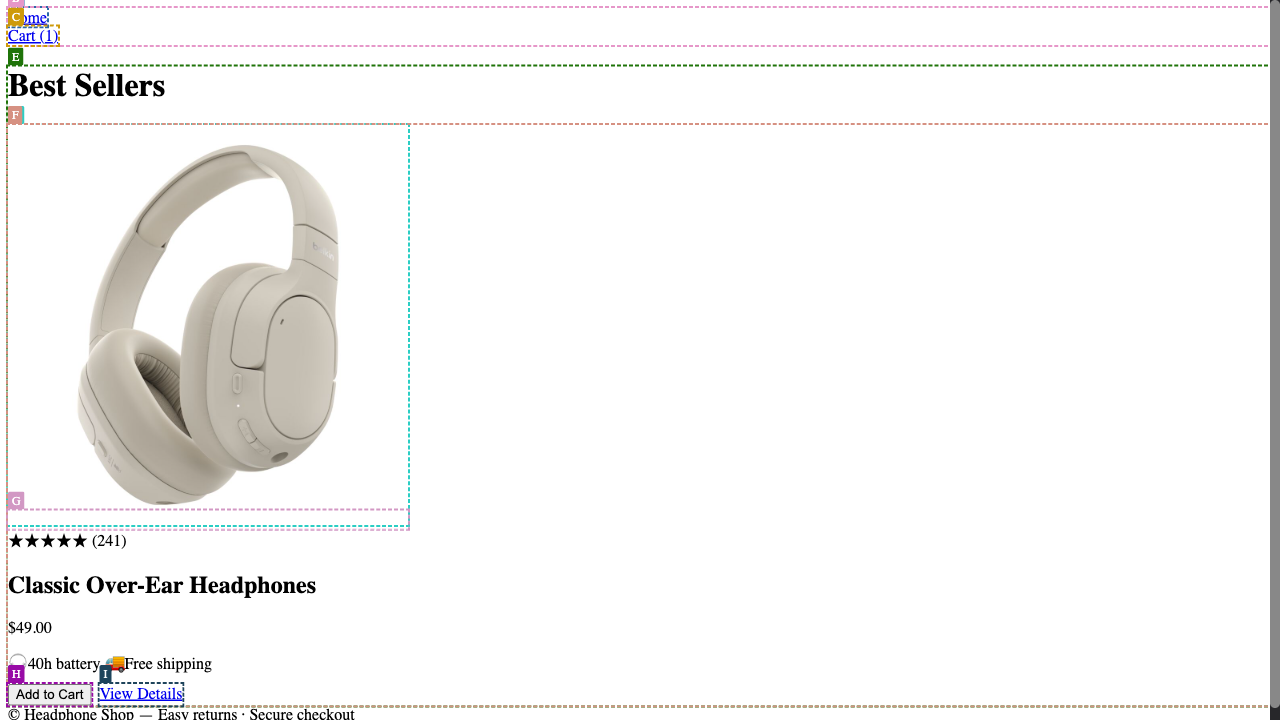 C ome
Cart (1)
E
Best Sellers
F
G
★★★★★ (241)
Classic Over-Ear Headphones
$49.00
40h battery 🚚Free shipping
H I
Add to Cart View Details
© Headphone Shop — Easy returns · Secure checkout